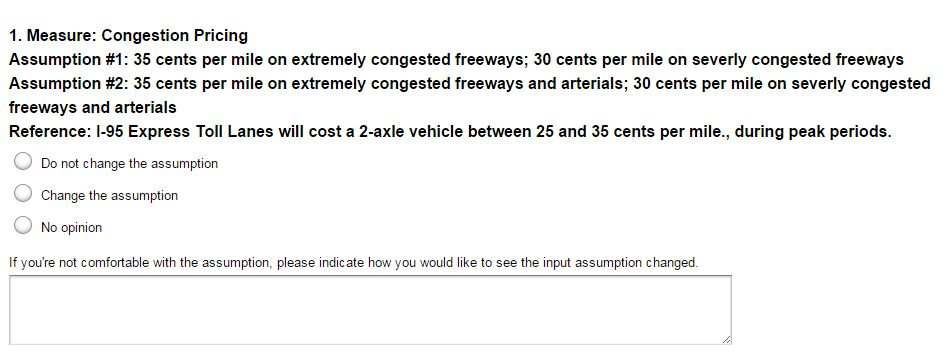 1. Measure: Congestion Pricing
Assumption #1: 35 cents per mile on extremely congested freeways; 30 cents per mile on severly congested freeways
Assumption #2: 35 cents per mile on extremely congested freeways and arterials; 30 cents per mile on severly congested
freeways and arterials
Reference: I-95 Express Toll Lanes will cost a 2-axle vehicle between 25 and 35 cents per mile., during peak periods.
Do not change the assumption
Change the assumption
No opinion
If you're not comfortable with the assumption, please indicate how you would like to see the input assumption changed.